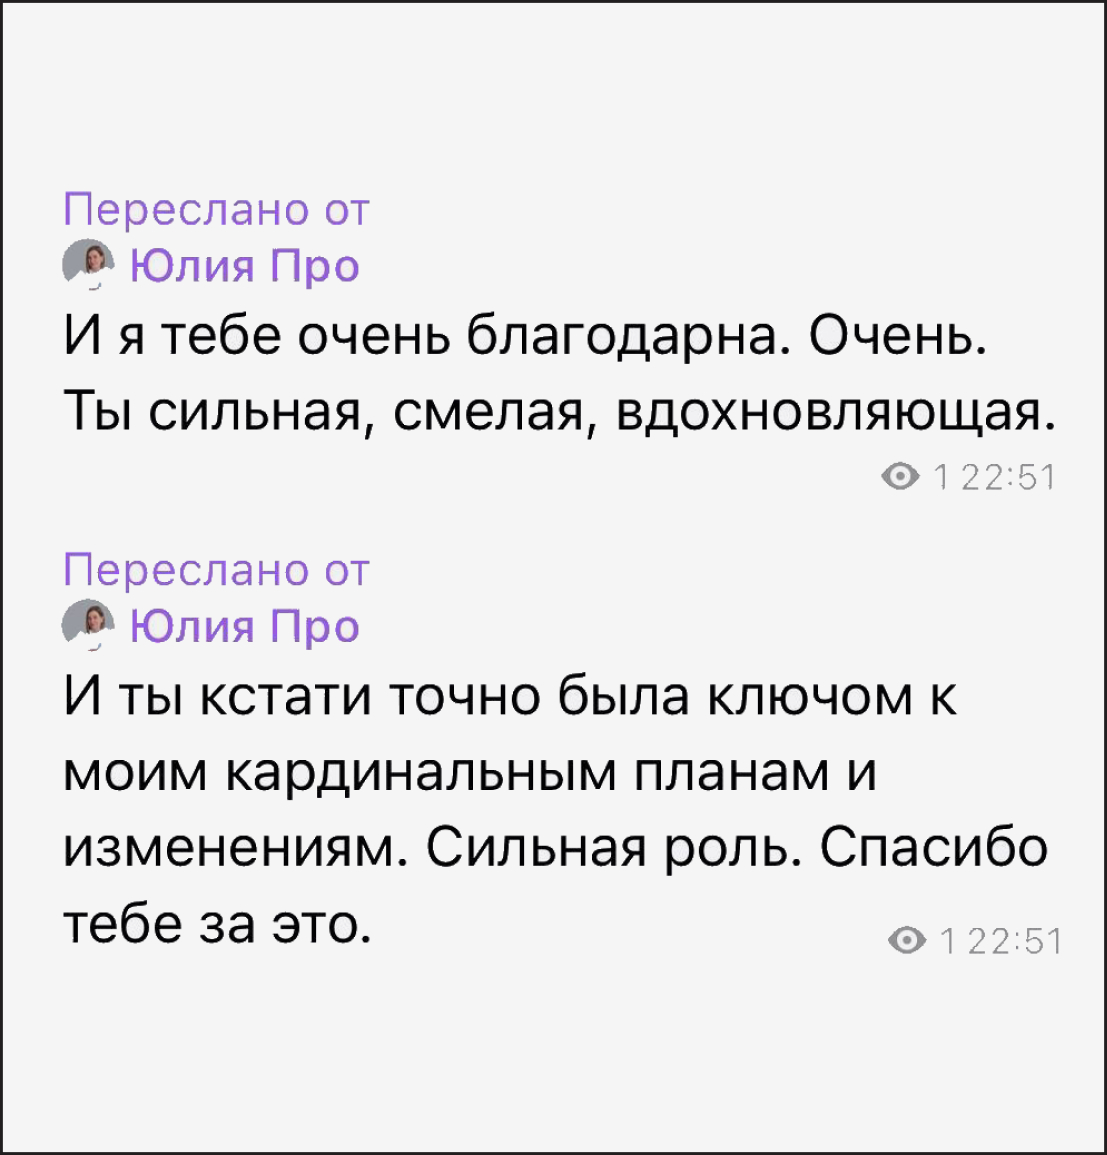 Переслано от
Юлия Про
И я тебе очень благодарна. Очень.
Ты сильная, смелая, вдохновляющая.
1 22:51
Переслано от
Юлия Про
И ты кстати точно была ключом к
моим кардинальным планам и
изменениям. Сильная роль. Спасибо
тебе за это.
1 22:51